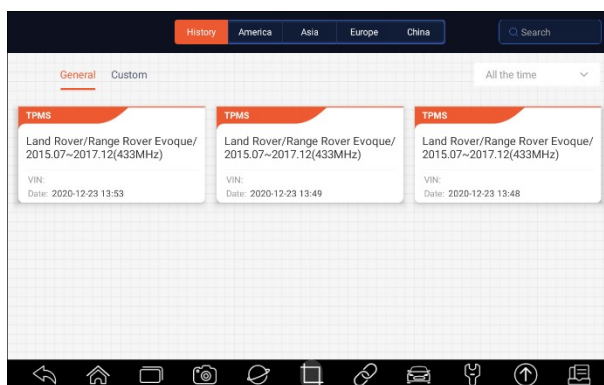 History America Asia Europe China Search
General Custom All the time
TPMS
Land Rover/Range Rover Evoque/
2015.07~2017.12(433MHz)
VIN:
Date: 2020-12-23 13:53
TPMS
Land Rover/Range Rover Evoque/
2015.07~2017.12(433MHz)
VIN:
Date: 2020-12-23 13:49
TPMS
Land Rover/Range Rover Evoque/
2015.07~2017.12(433MHz)
VIN:
Date: 2020-12-23 13:48